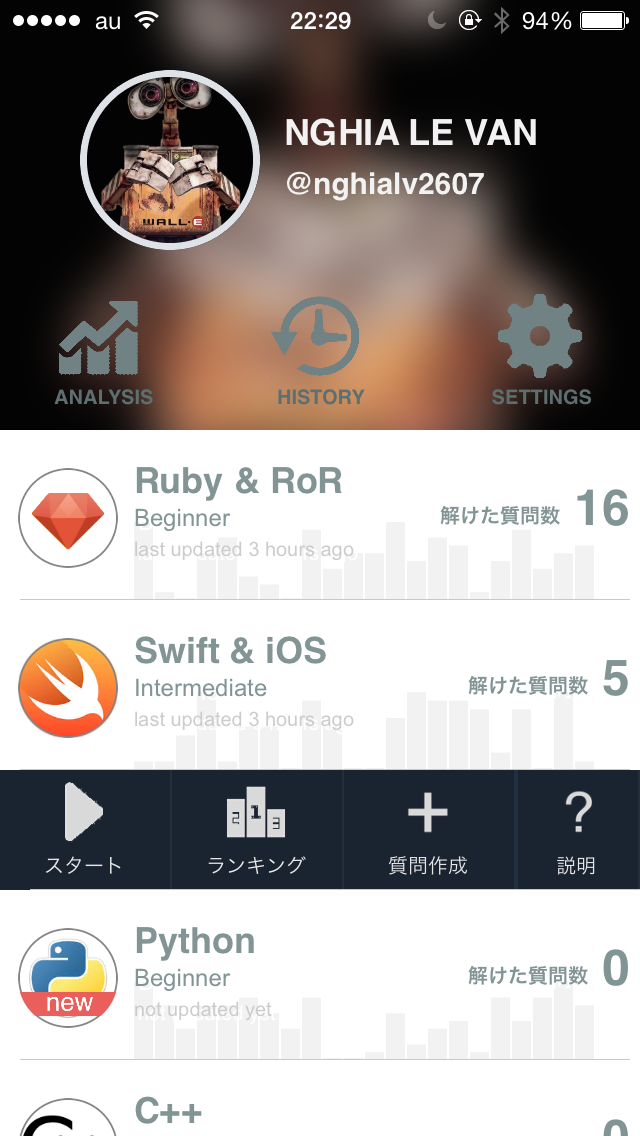 au 22:29 94%
WALL·E
NGHIA LE VAN
@nghialv2607
ANALYSIS HISTORY SETTINGS
Ruby & RoR
Beginner
解けた質問数 16
last updated 3 hours ago
Swift & iOS
Intermediate
解けた質問数 5
last updated 3 hours ago
1 2 3
スタート ランキング 質問作成 ? 説明
Python
Beginner
解けた質問数 0
new
not updated yet
C++
0